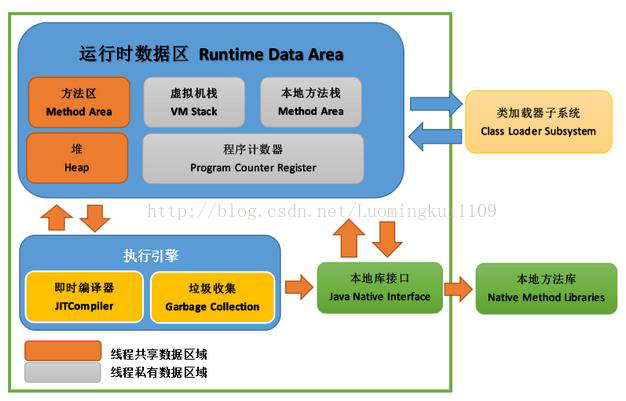 运行时数据区 Runtime Data Area
方法区
Method Area
虚拟机栈
VM Stack
本地方法栈
Method Area
堆
Heap
程序计数器
Program Counter Register
类加载器子系统
Class Loader Subsystem
http://blog.csdn.net/Luomingkui1109
执行引擎
即时编译器
JITCompiler
垃圾收集
Garbage Collection
本地库接口
Java Native Interface
本地方法库
Native Method Libraries
线程共享数据区域
线程私有数据区域